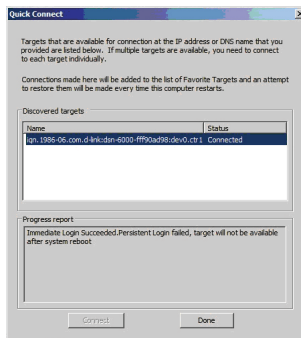 Quick Connect
Targets that are available for connection at the IP address or DNS name that you
provided are listed below. If multiple targets are available, you need to connect
to each target individually.
Connections made here will be added to the list of Favorite Targets and an attempt
to restore them will be made every time this computer restarts.
Discovered targets
Name Status
iqn.1986-06.com.d-link:dsn-6000-fff90ad98:dev0.ctr1 Connected
Progress report
Immediate Login Succeeded.Persistent Login failed, target will not be available
after system reboot
Connect Done